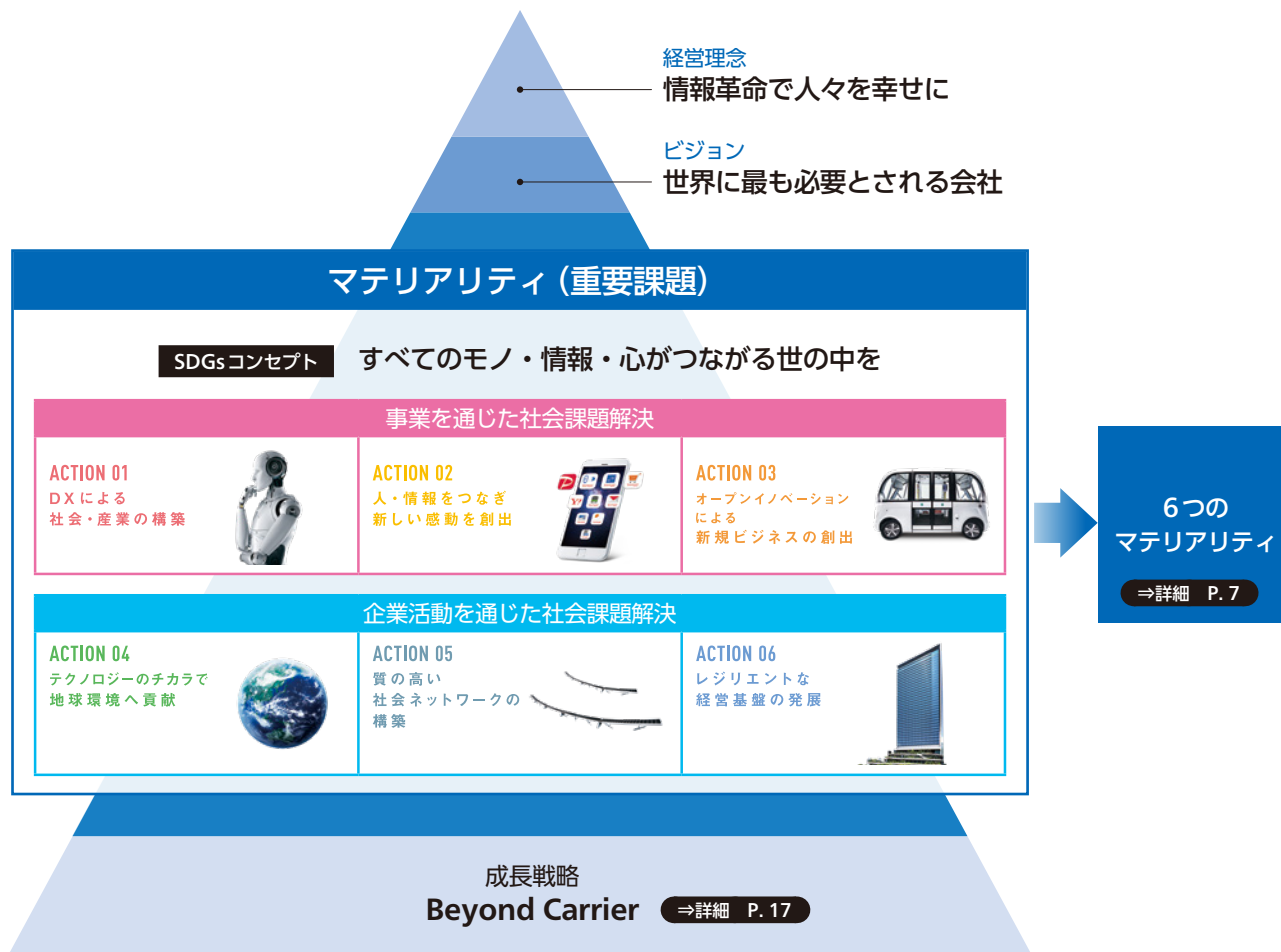 経営理念
情報革命で人々を幸せに
ビジョン
世界に最も必要とされる会社
マテリアリティ（重要課題）
SDGsコンセプト すべてのモノ・情報・心がつながる世の中を
事業を通じた社会課題解決
ACTION 01
DXによる
社会・産業の構築
ACTION 02
人・情報をつなぎ
新しい感動を創出
ACTION 03
オープンイノベーション
による
新規ビジネスの創出
企業活動を通じた社会課題解決
ACTION 04
テクノロジーのチカラで
地球環境へ貢献
ACTION 05
質の高い
社会ネットワークの
構築
ACTION 06
レジリエントな
経営基盤の発展
6つの
マテリアリティ
⇒詳細 P. 7
成長戦略
Beyond Carrier ⇒詳細 P. 17